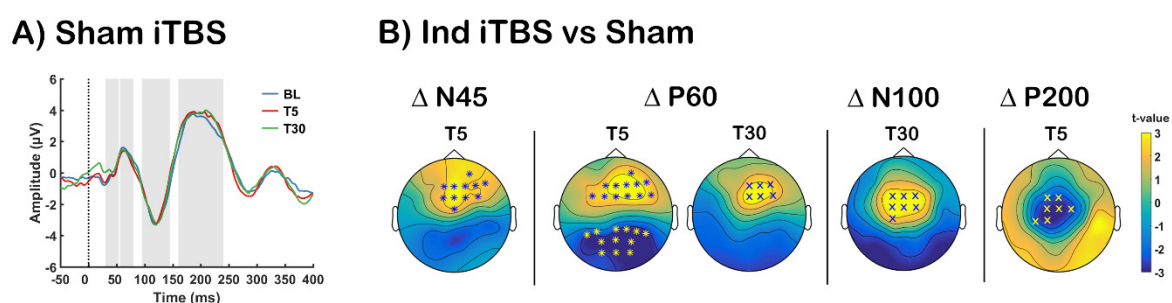 A) Sham iTBS
Amplitude (µV)
6
4
2
0
-2
-4
-6
BL
T5
T30
-50 0 50 100 150 200 250 300 350 400
Time (ms)
B) Ind iTBS vs Sham
Δ N45 Δ P60 Δ N100 Δ P200
T5 T5 T30 T30 T5
t-value
3
2
1
0
-1
-2
-3